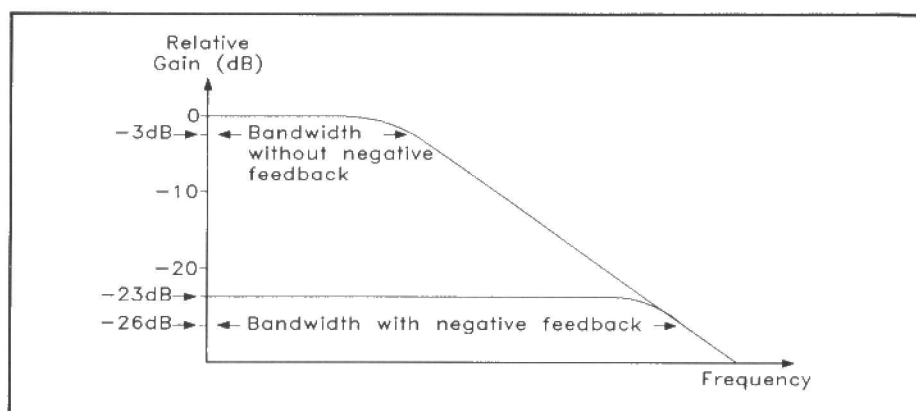 Relative
Gain (dB)
0
-3dB
Bandwidth
without negative
feedback
-10
-20
-23dB
-26dB
Bandwidth with negative feedback
Frequency